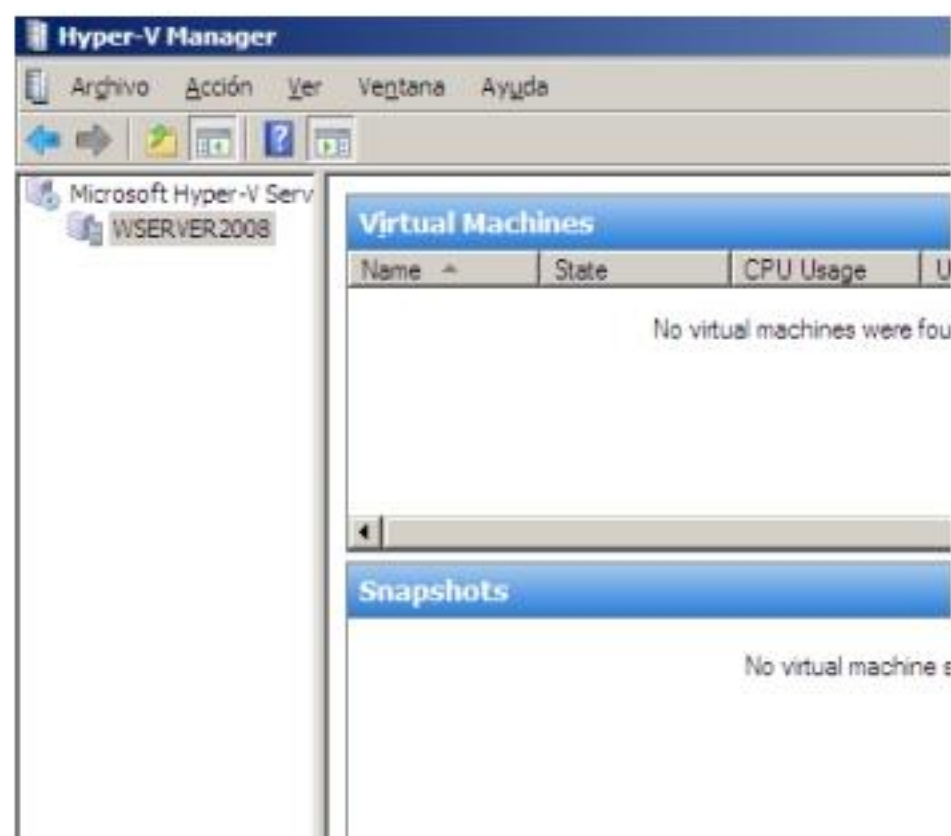 Hyper-V Manager
Archivo Acción Ver Ventana Ayuda
Microsoft Hyper-V Serv
WSERVER2008
Virtual Machines
Name State CPU Usage U
No virtual machines were fou
Snapshots
No virtual machine s